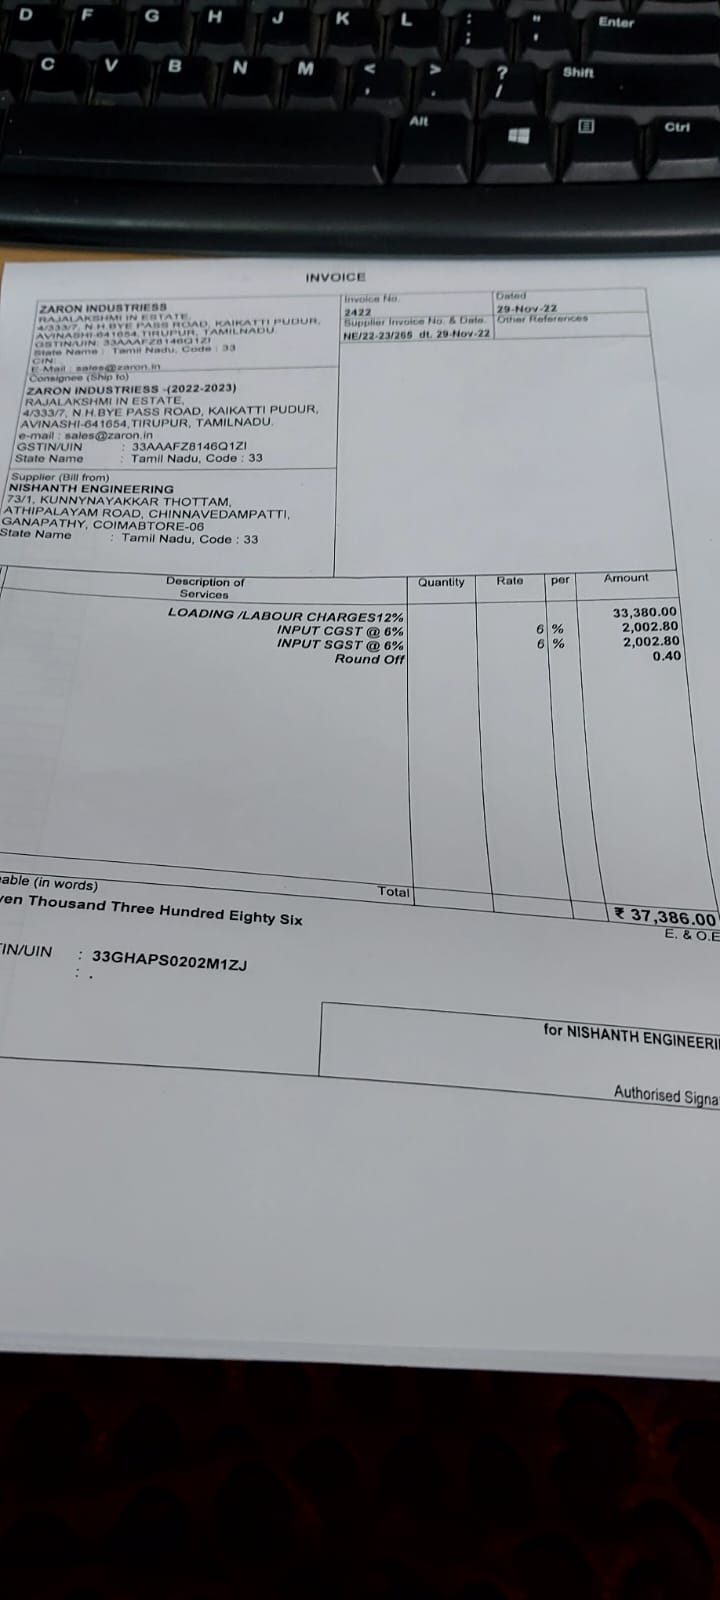 D F G H J K L : ; " ' Enter
C V B N M < , > . ? / Shift
Alt Ctrl
INVOICE
ZARON INDUSTRIESS
RAJALAKSHMI IN ESTATE,
4/333/7, N.H.BYE PASS ROAD, KAIKATTI PUDUR,
AVINASHI-641654,TIRUPUR, TAMILNADU.
GSTIN/UIN: 33AAAFZ8146Q1ZI
State Name : Tamil Nadu, Code : 33
CIN:
E-Mail : sales@zaron.in
Invoice No.
2422
Dated
29-Nov-22
Supplier Invoice No. & Date.
NE/22-23/265 dt. 29-Nov-22
Other References
Consignee (Ship to)
ZARON INDUSTRIESS -(2022-2023)
RAJALAKSHMI IN ESTATE,
4/333/7, N.H.BYE PASS ROAD, KAIKATTI PUDUR,
AVINASHI-641654,TIRUPUR, TAMILNADU.
e-mail : sales@zaron.in
GSTIN/UIN : 33AAAFZ8146Q1ZI
State Name : Tamil Nadu, Code : 33
Supplier (Bill from)
NISHANTH ENGINEERING
73/1, KUNNYNAYAKKAR THOTTAM,
ATHIPALAYAM ROAD, CHINNAVEDAMPATTI,
GANAPATHY, COIMABTORE-06
State Name : Tamil Nadu, Code : 33
Description of Services Quantity Rate per Amount
LOADING /LABOUR CHARGES12% 33,380.00
INPUT CGST @ 6% 6 % 2,002.80
INPUT SGST @ 6% 6 % 2,002.80
Round Off 0.40
Total ₹ 37,386.00
able (in words) E. & O.E
ven Thousand Three Hundred Eighty Six
IN/UIN : 33GHAPS0202M1ZJ
: .
for NISHANTH ENGINEERI
Authorised Signa